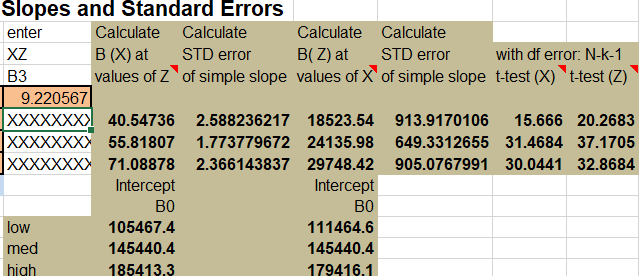 Slopes and Standard Errors
enter Calculate Calculate Calculate Calculate
XZ B (X) at STD error B( Z) at STD error with df error: N-k-1
B3 values of Z of simple slope values of X of simple slope t-test (X) t-test (Z)
9.220567
XXXXXXXX 40.54736 2.588236217 18523.54 913.9170106 15.666 20.2683
XXXXXXXX 55.81807 1.773779672 24135.98 649.3312655 31.4684 37.1705
XXXXXXXX 71.08878 2.366143837 29748.42 905.0767991 30.0441 32.8684
Intercept Intercept
B0 B0
low 105467.4 111464.6
med 145440.4 145440.4
high 185413.3 179416.1